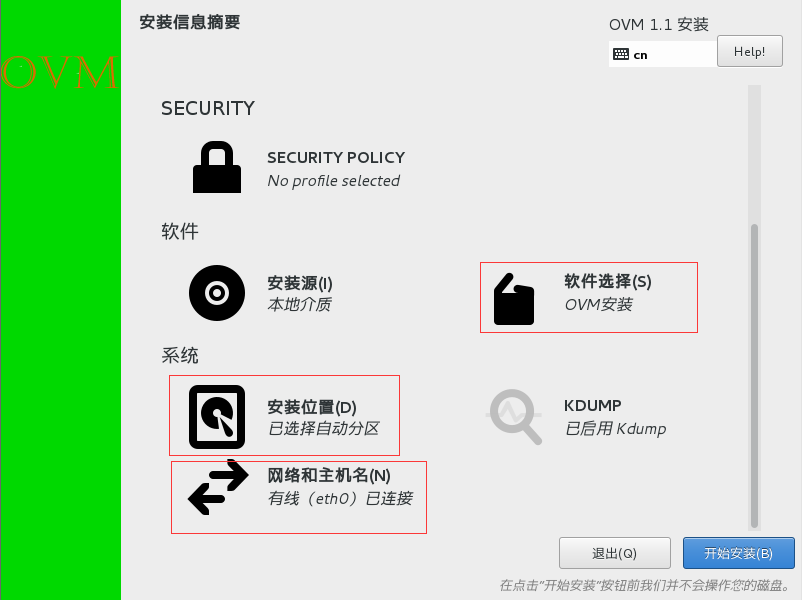 安装信息摘要
OVM 1.1 安装
cn
Help!
OVM
SECURITY
SECURITY POLICY
No profile selected
软件
安装源(I)
本地介质
软件选择(S)
OVM安装
系统
安装位置(D)
已选择自动分区
KDUMP
已启用 Kdump
网络和主机名(N)
有线（eth0）已连接
退出(Q)
开始安装(B)
在点击"开始安装"按钮前我们并不会操作您的磁盘。